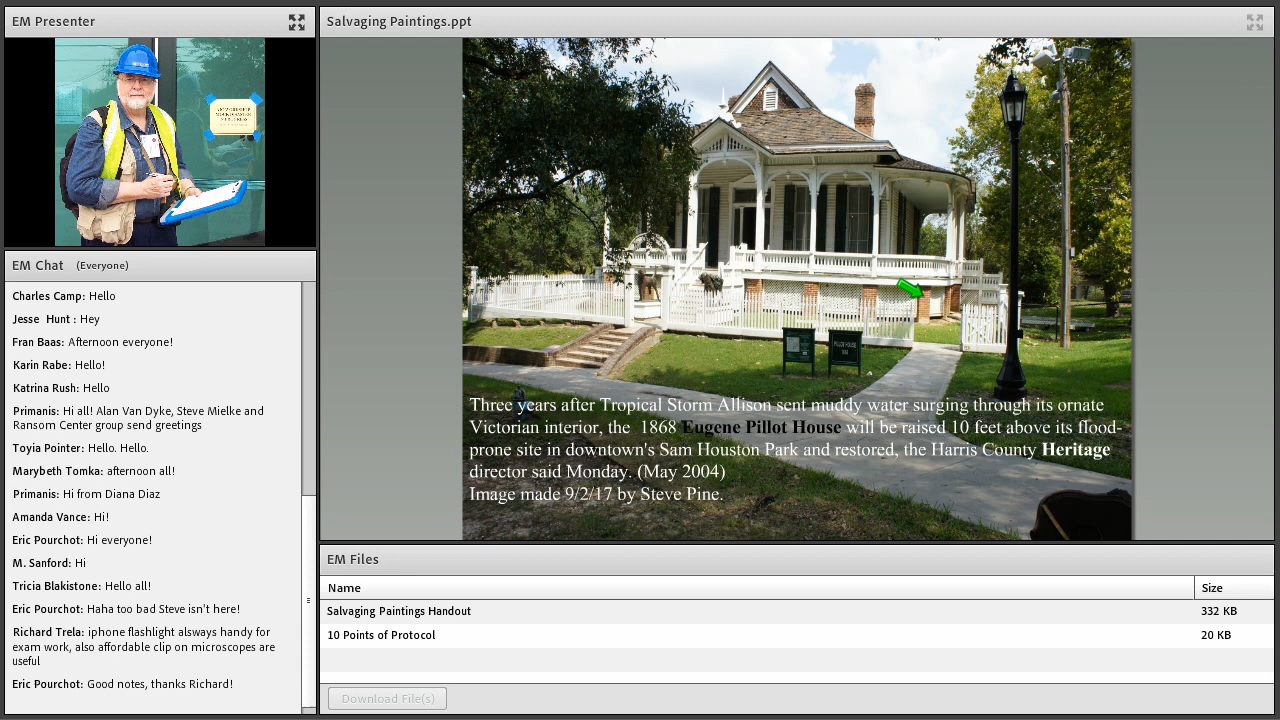 EM Presenter
EM Chat (Everyone)
Charles Camp: Hello
Jesse Hunt : Hey
Fran Baas: Afternoon everyone!
Karin Rabe: Hello!
Katrina Rush: Hello
Primanis: Hi all! Alan Van Dyke, Steve Mielke and
Ransom Center group send greetings
Toyia Pointer: Hello. Hello.
Marybeth Tomka: afternoon all!
Primanis: Hi from Diana Diaz
Amanda Vance: Hi!
Eric Pourchot: Hi everyone!
M. Sanford: Hi
Tricia Blakistone: Hello all!
Eric Pourchot: Haha too bad Steve isn't here!
Richard Trela: iphone flashlight alsways handy for
exam work, also affordable clip on microscopes are
useful
Eric Pourchot: Good notes, thanks Richard!
Salvaging Paintings.ppt
PILLOT HOUSE
1868
Three years after Tropical Storm Allison sent muddy water surging through its ornate
Victorian interior, the 1868 Eugene Pillot House will be raised 10 feet above its flood-
prone site in downtown's Sam Houston Park and restored, the Harris County Heritage
director said Monday. (May 2004)
Image made 9/2/17 by Steve Pine.
EM Files
Name Size
Salvaging Paintings Handout 332 KB
10 Points of Protocol 20 KB
Download File(s)